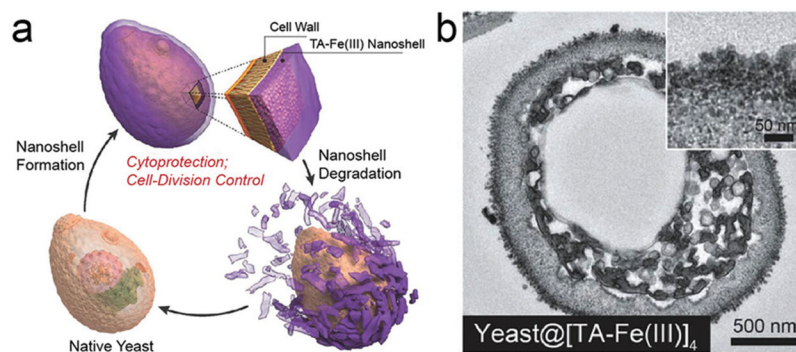 a
Cell Wall
TA-Fe(III) Nanoshell
Nanoshell
Formation
Cytoprotection;
Cell-Division Control
Nanoshell
Degradation
Native Yeast
b
50 nm
Yeast@[TA-Fe(III)]4
500 nm